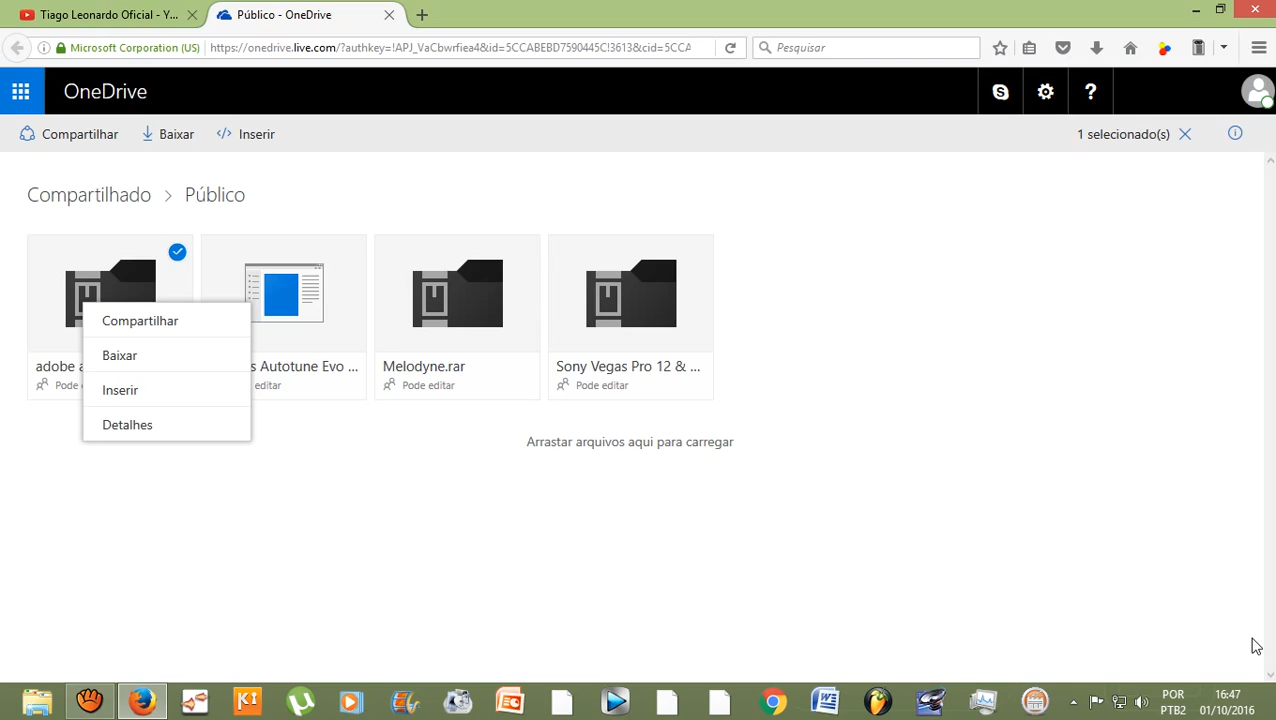 Tiago Leonardo Oficial - Y...
Público - OneDrive
Microsoft Corporation (US)
https://onedrive.live.com/?authkey=!APJ_VaCbwrfiea4&id=5CCABEBD7590445C!3613&cid=5CCA
Pesquisar
OneDrive
Compartilhar
Baixar
Inserir
1 selecionado(s)
Compartilhado > Público
adobe a
Pode
s Autotune Evo ...
editar
Melodyne.rar
Pode editar
Sony Vegas Pro 12 & ...
Pode editar
Compartilhar
Baixar
Inserir
Detalhes
Arrastar arquivos aqui para carregar
KI
POR
PTB2
16:47
01/10/2016